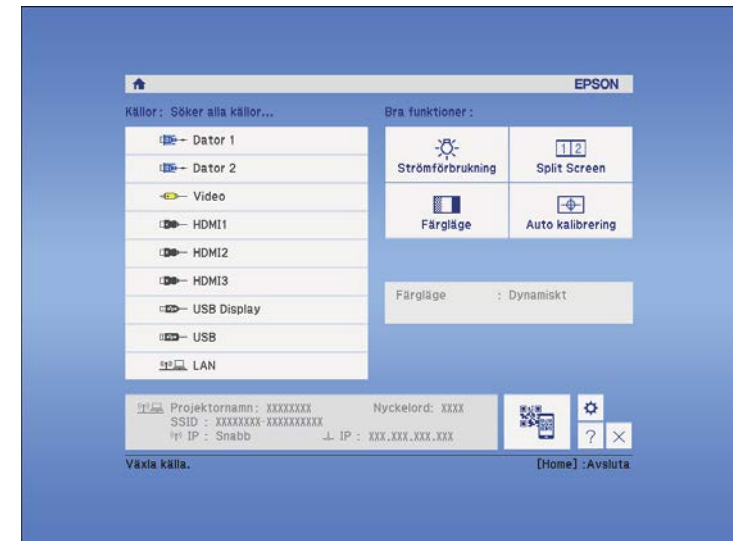 EPSON
Källor: Söker alla källor...
Dator 1
Dator 2
Video
HDMI1
HDMI2
HDMI3
USB Display
USB
LAN
Bra funktioner:
Strömförbrukning
1 2
Split Screen
Färgläge
Auto kalibrering
Färgläge : Dynamiskt
Projektornamn: XXXXXXXX Nyckelord: XXXX
SSID : XXXXXXXX-XXXXXXXXXX
IP : Snabb IP : XXX.XXX.XXX.XXX
?
Växla källa. [Home] :Avsluta